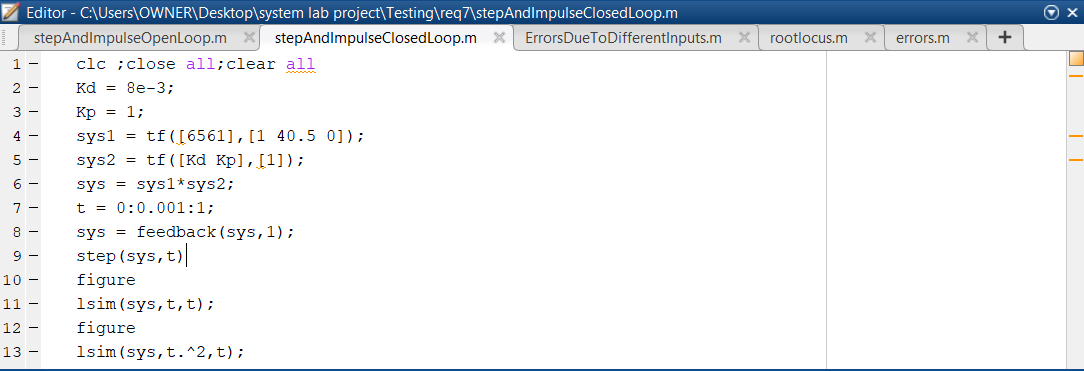 Editor - C:\Users\OWNER\Desktop\system lab project\Testing\req7\stepAndImpulseClosedLoop.m
stepAndImpulseOpenLoop.m stepAndImpulseClosedLoop.m ErrorsDueToDifferentInputs.m rootlocus.m errors.m
1 - clc ;close all;clear all
2 - Kd = 8e-3;
3 - Kp = 1;
4 - sys1 = tf([6561],[1 40.5 0]);
5 - sys2 = tf([Kd Kp],[1]);
6 - sys = sys1*sys2;
7 - t = 0:0.001:1;
8 - sys = feedback(sys,1);
9 - step(sys,t)
10 - figure
11 - lsim(sys,t,t);
12 - figure
13 - lsim(sys,t.^2,t);